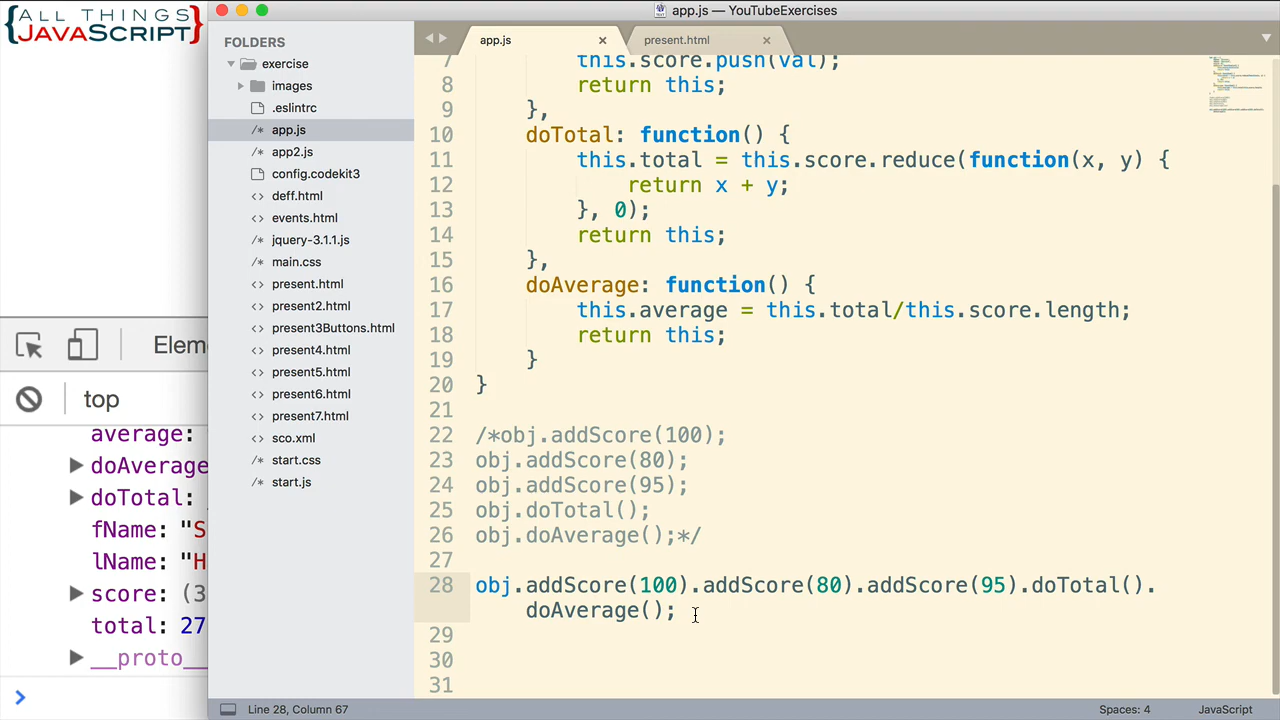 ALL THINGS
JAVASCRIPT
app.js — YouTubeExercises
FOLDERS
exercise
images
.eslintrc
/* app.js
/* app2.js
<> config.codekit3
<> deff.html
<> events.html
/* jquery-3.1.1.js
/* main.css
<> present.html
<> present2.html
<> present3Buttons.html
<> present4.html
<> present5.html
<> present6.html
<> present7.html
<> sco.xml
/* start.css
/* start.js
app.js ×
present.html ×
7 this.score.push(val);
8 return this;
9 },
10 doTotal: function() {
11 this.total = this.score.reduce(function(x, y) {
12 return x + y;
13 }, 0);
14 return this;
15 },
16 doAverage: function() {
17 this.average = this.total/this.score.length;
18 return this;
19 }
20 }
21
22 /*obj.addScore(100);
23 obj.addScore(80);
24 obj.addScore(95);
25 obj.doTotal();
26 obj.doAverage();*/
27
28 obj.addScore(100).addScore(80).addScore(95).doTotal().
doAverage();
29
30
31
Elem
top
average:
doAverage
doTotal:
fName: "S
lName: "H
score: (3
total: 27
__proto__
>
Line 28, Column 67
Spaces: 4
JavaScript